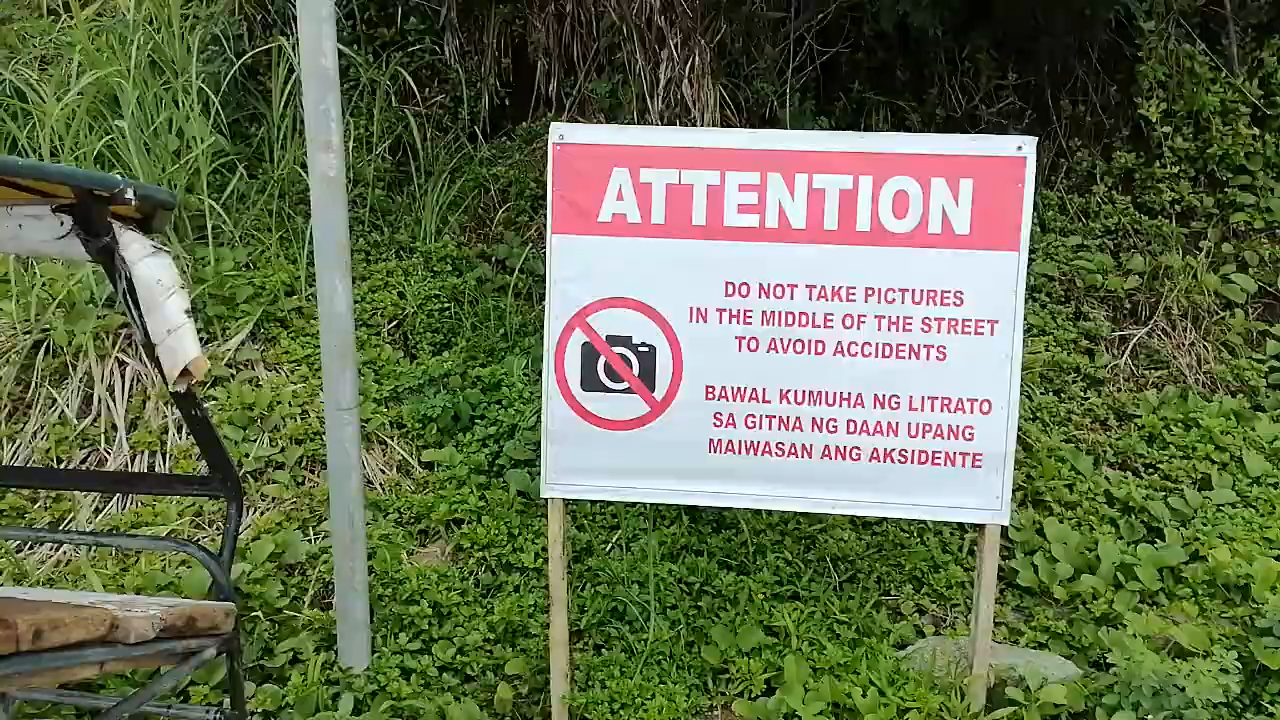 ATTENTION
DO NOT TAKE PICTURES
IN THE MIDDLE OF THE STREET
TO AVOID ACCIDENTS
BAWAL KUMUHA NG LITRATO
SA GITNA NG DAAN UPANG
MAIWASAN ANG AKSIDENTE